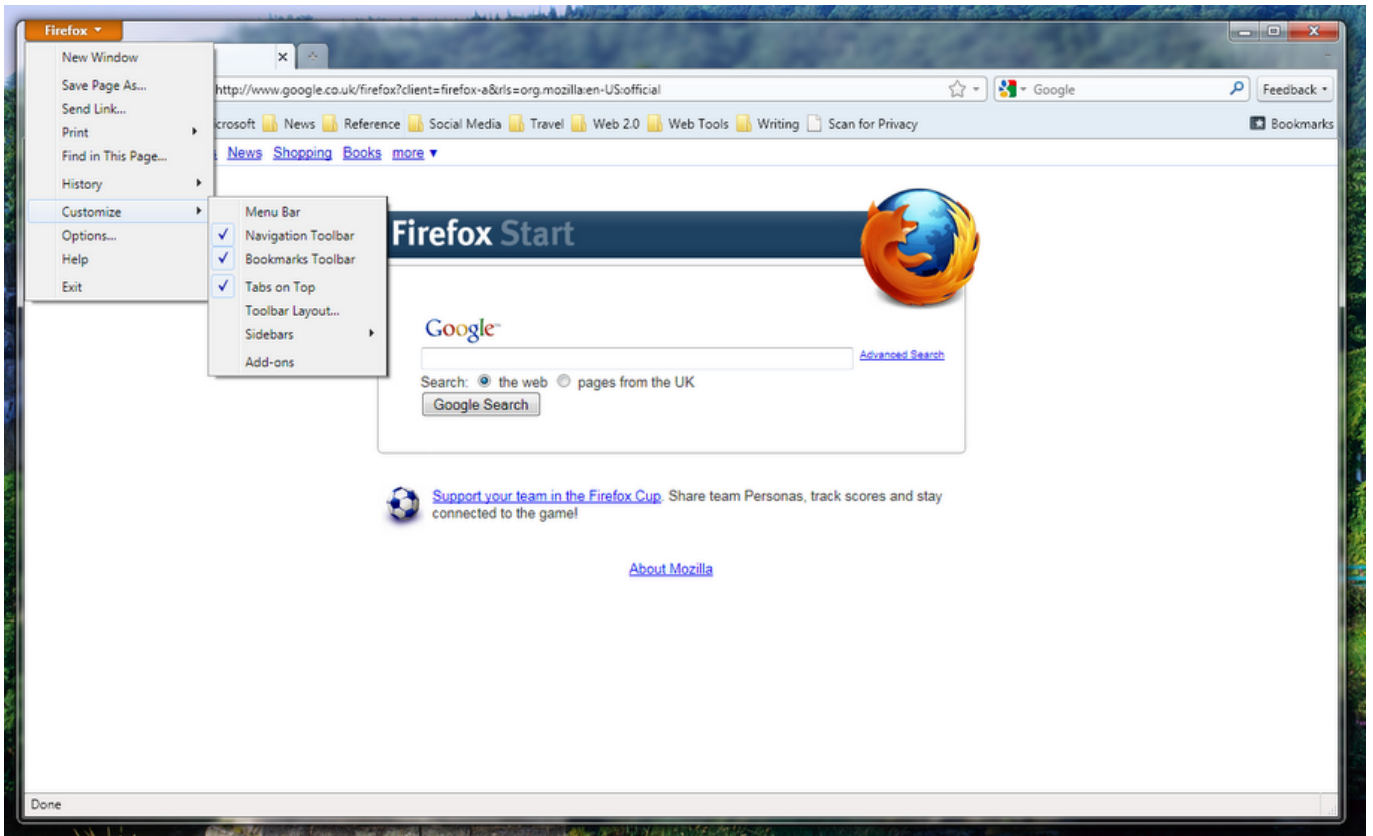 Firefox
New Window
Save Page As...
Send Link...
Print
Find in This Page...
History
Customize
Options...
Help
Exit
Menu Bar
Navigation Toolbar
Bookmarks Toolbar
Tabs on Top
Toolbar Layout...
Sidebars
Add-ons
http://www.google.co.uk/firefox?client=firefox-a&rls=org.mozilla:en-US:official
Google
Feedback
News Reference Social Media Travel Web 2.0 Web Tools Writing Scan for Privacy
Bookmarks
News Shopping Books more
Firefox Start
Google
Advanced Search
Search: the web pages from the UK
Google Search
Support your team in the Firefox Cup. Share team Personas, track scores and stay
connected to the game!
About Mozilla
Done